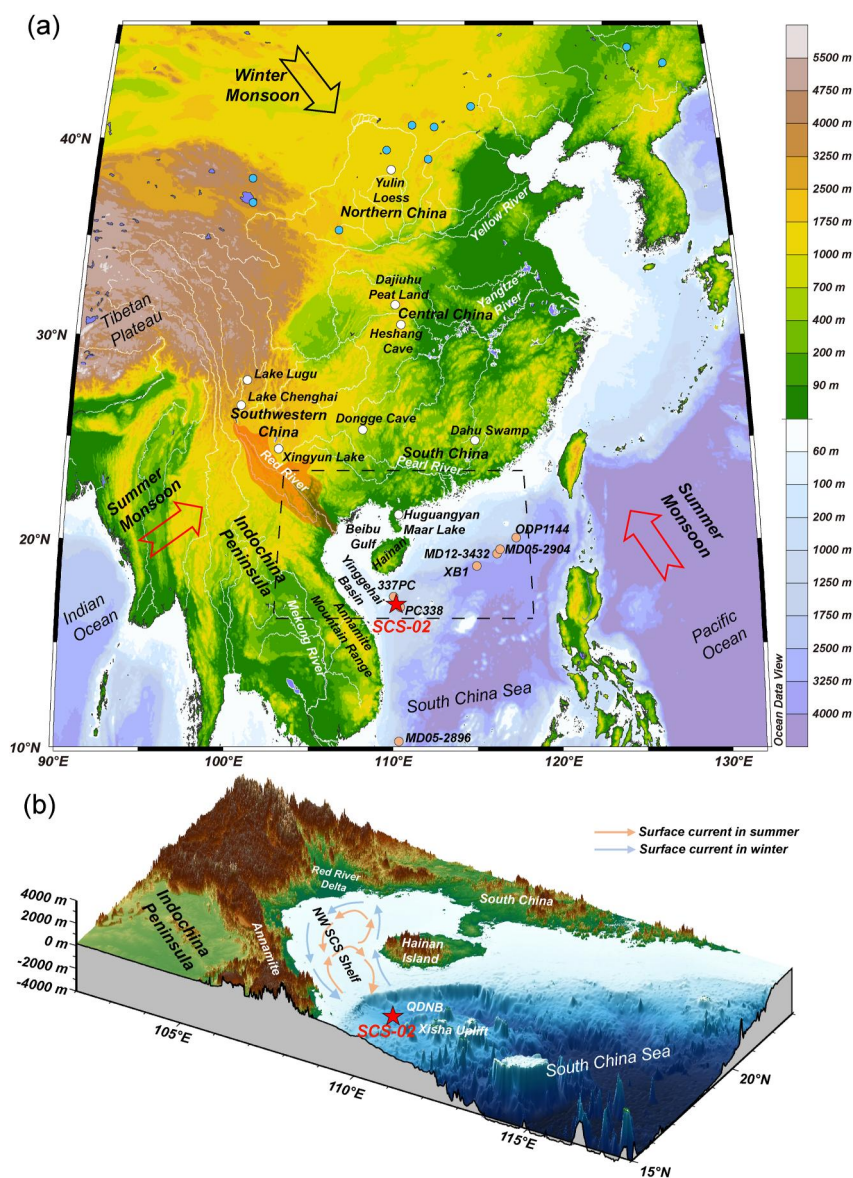 (a)
Winter
Monsoon
5500 m
4750 m
4000 m
3250 m
2500 m
1750 m
1000 m
700 m
400 m
200 m
90 m
60 m
100 m
200 m
1000 m
1250 m
1750 m
2500 m
3250 m
4000 m
40°N
30°N
20°N
10°N
Yulin
Loess
Northern China
Yellow River
Dajiuhu
Peat Land
Central China
Yangtze
River
Heshang
Cave
Tibetan
Plateau
Lake Lugu
Lake Chenghai
Southwestern
China
Dongge Cave
Dahu Swamp
South China
Xingyun Lake
Red River
Pearl River
Summer
Monsoon
Summer
Monsoon
Indochina
Peninsula
Beibu
Gulf
Huguangyan
Maar Lake
Hainan
ODP1144
MD12-3432
MD05-2904
XB1
Yinggehai
Basin
337PC
PC338
SCS-02
Annamite
Mountain Range
Mekong River
Indian
Ocean
Pacific
Ocean
South China Sea
MD05-2896
Ocean Data View
90°E
100°E
110°E
120°E
130°E
(b)
Surface current in summer
Surface current in winter
4000 m
2000 m
0 m
-2000 m
-4000 m
Indochina
Peninsula
Annamite
Red River
Delta
South China
NW SCS Shelf
Hainan
Island
QDNB
SCS-02
Xisha Uplift
South China Sea
105°E
110°E
115°E
20°N
15°N